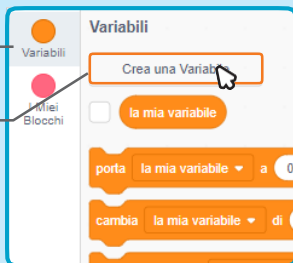 Variabili
Variabili
Crea una Variabile
I Miei
Blocchi
la mia variabile
porta la mia variabile a 0
cambia la mia variabile di